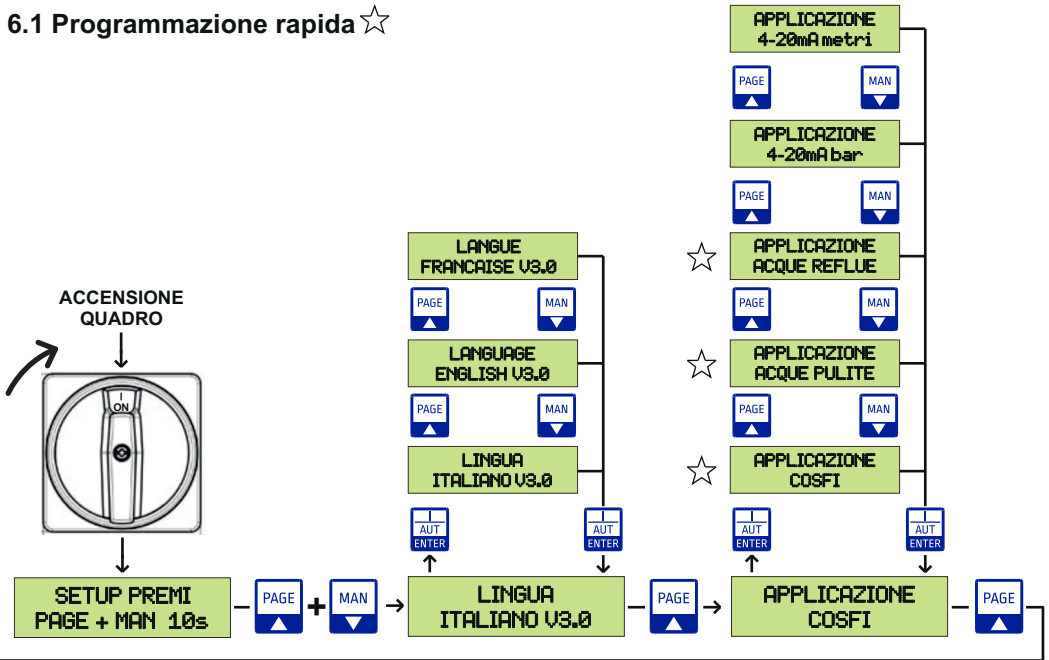 6.1 Programmazione rapida
APPLICAZIONE
4-20mA metri
PAGE
MAN
APPLICAZIONE
4-20mA bar
PAGE
MAN
LANGUE
FRANCAISE V3.0
APPLICAZIONE
ACQUE REFLUE
ACCENSIONE
QUADRO
PAGE
MAN
PAGE
MAN
LANGUAGE
ENGLISH V3.0
APPLICAZIONE
ACQUE PULITE
I
ON
PAGE
MAN
PAGE
MAN
LINGUA
ITALIANO V3.0
APPLICAZIONE
COSFI
I
AUT
ENTER
I
AUT
ENTER
I
AUT
ENTER
I
AUT
ENTER
SETUP PREMI
PAGE + MAN 10s
PAGE
+
MAN
LINGUA
ITALIANO V3.0
PAGE
APPLICAZIONE
COSFI
PAGE